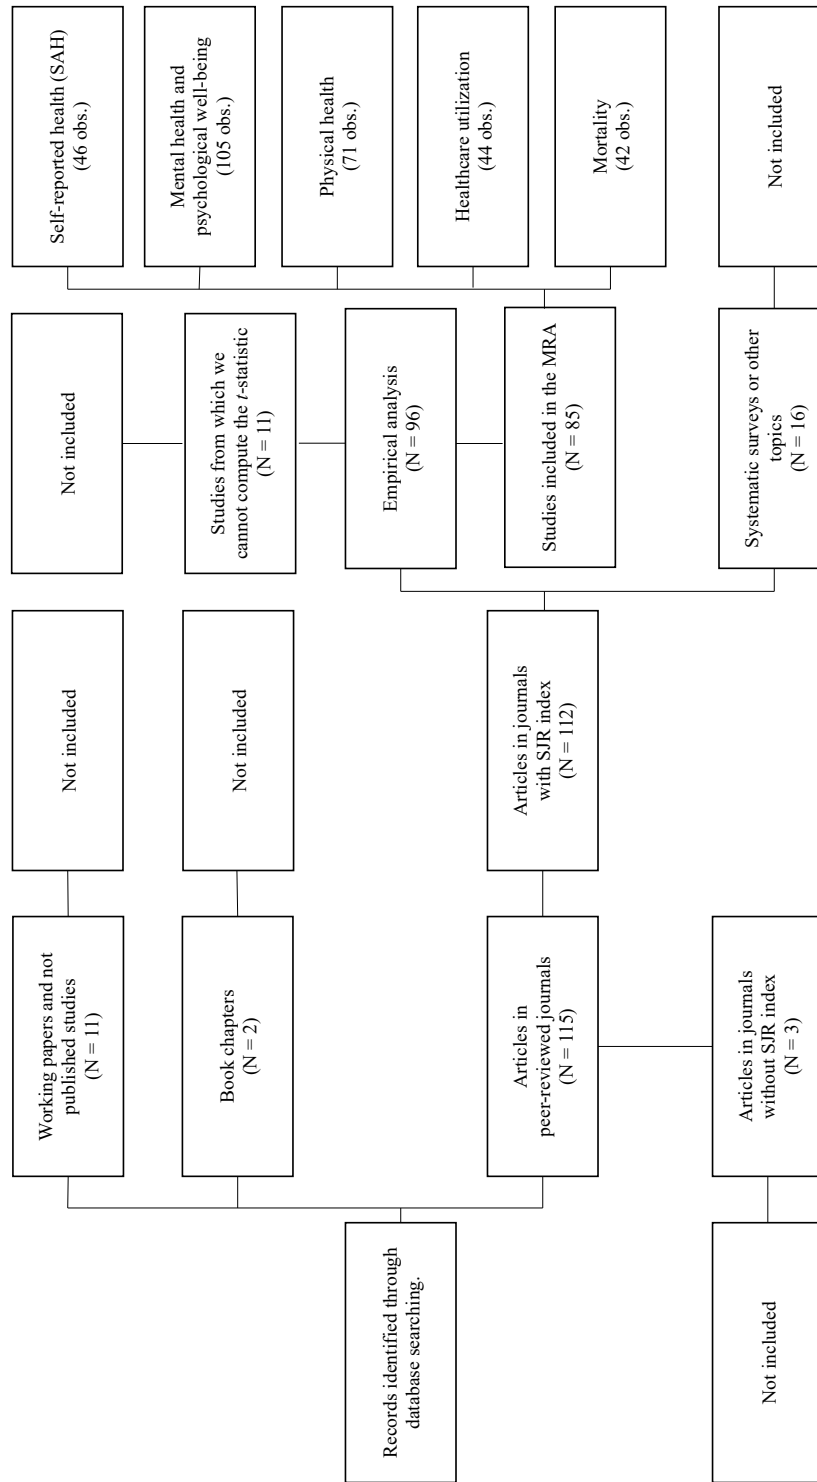 Records identified through
database searching.
Not included
Working papers and not
published studies
(N = 11)
Book chapters
(N = 2)
Articles in
peer-reviewed journals
(N = 115)
Articles in journals
without SJR index
(N = 3)
Not included
Not included
Articles in journals
with SJR index
(N = 112)
Not included
Studies from which we
cannot compute the t-statistic
(N = 11)
Empirical analysis
(N = 96)
Studies included in the MRA
(N = 85)
Systematic surveys or other
topics
(N = 16)
Self-reported health (SAH)
(46 obs.)
Mental health and
psychological well-being
(105 obs.)
Physical health
(71 obs.)
Healthcare utilization
(44 obs.)
Mortality
(42 obs.)
Not included